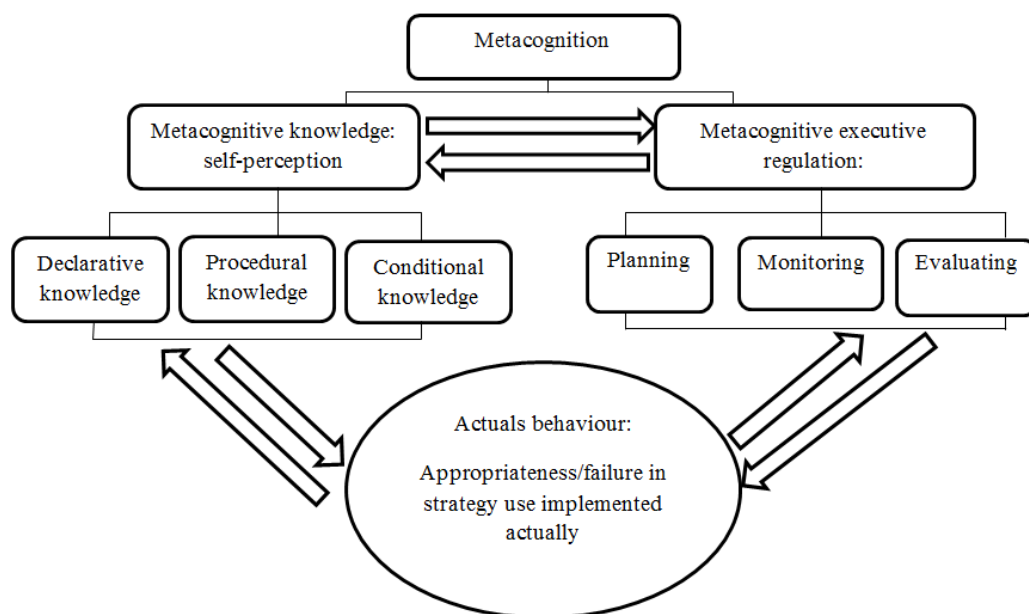 Metacognition
Metacognitive knowledge:
self-perception
Metacognitive executive
regulation:
Declarative
knowledge
Procedural
knowledge
Conditional
knowledge
Planning
Monitoring
Evaluating
Actuals behaviour:
Appropriateness/failure in
strategy use implemented
actually